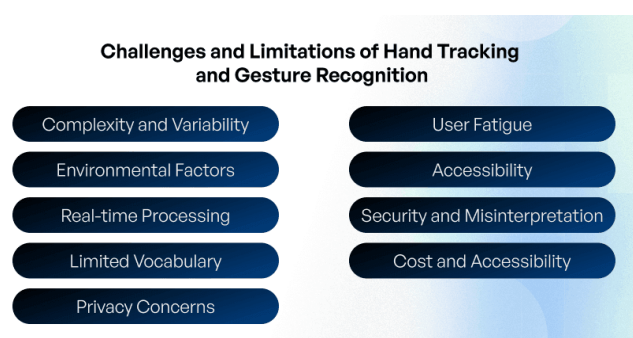 Challenges and Limitations of Hand Tracking
and Gesture Recognition
Complexity and Variability
Environmental Factors
Real-time Processing
Limited Vocabulary
Privacy Concerns
User Fatigue
Accessibility
Security and Misinterpretation
Cost and Accessibility